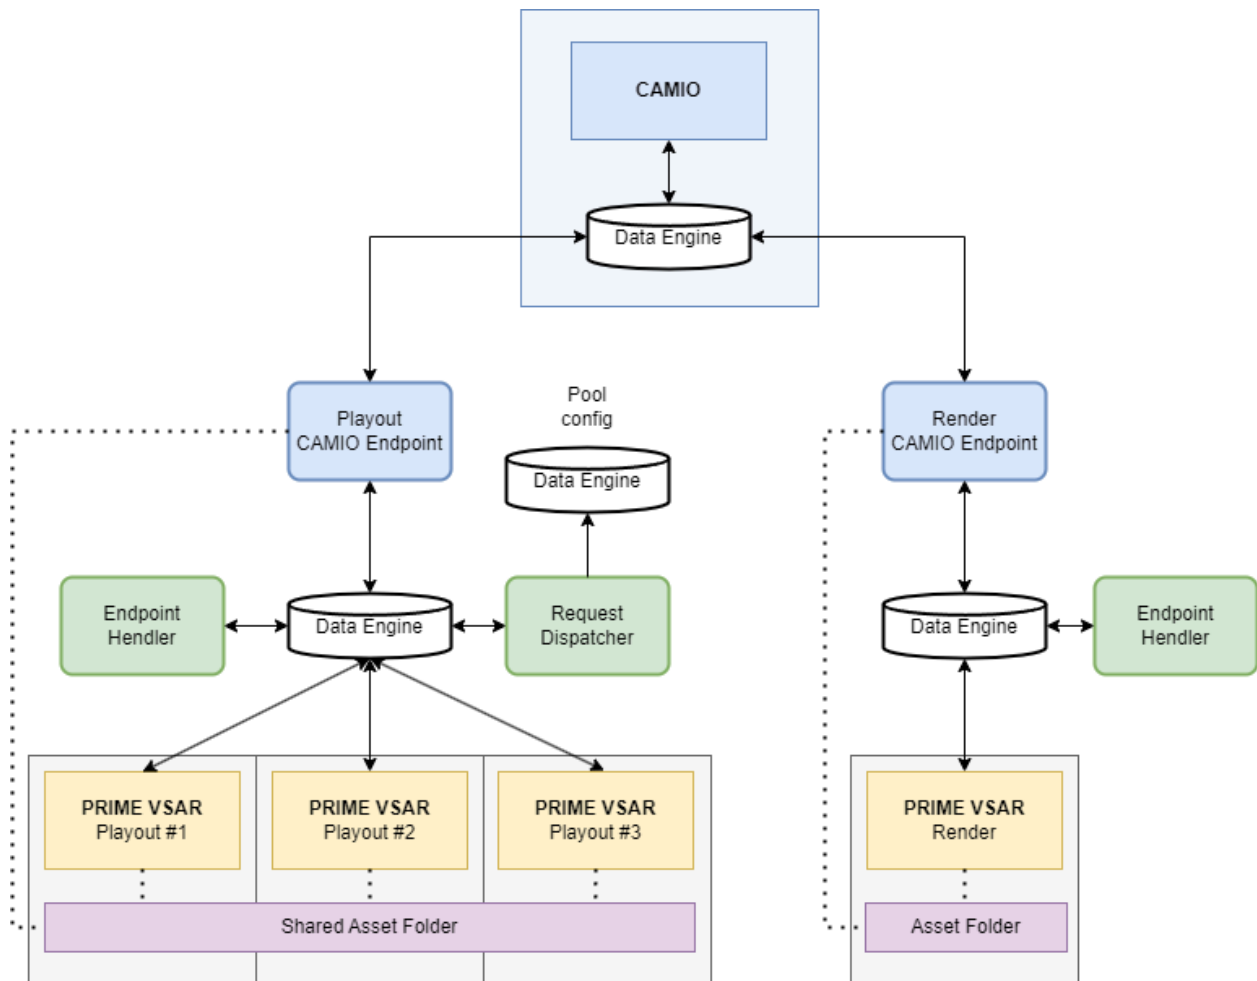 CAMIO
Data Engine
Pool
config
Playout
CAMIO Endpoint
Render
CAMIO Endpoint
Data Engine
Endpoint
Hendler
Data Engine
Request
Dispatcher
Data Engine
Endpoint
Hendler
PRIME VSAR
Playout #1
PRIME VSAR
Playout #2
PRIME VSAR
Playout #3
PRIME VSAR
Render
Shared Asset Folder
Asset Folder